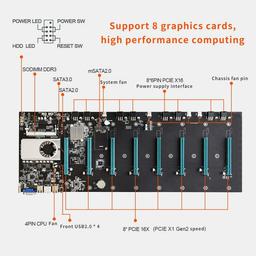 POWER LED
POWER SW
HDD LED
RESET SW
Support 8 graphics cards,
high performance computing
mSATA2.0
SODIMM DDR3
System fan
SATA3.0
SATA2.0
8*6PIN PCIE X16
Power supply interface
Chassis fan pin
4PIN CPU Fan
Front USB2.0 * 4
8* PCIE 16X (PCIE X1 Gen2 speed)